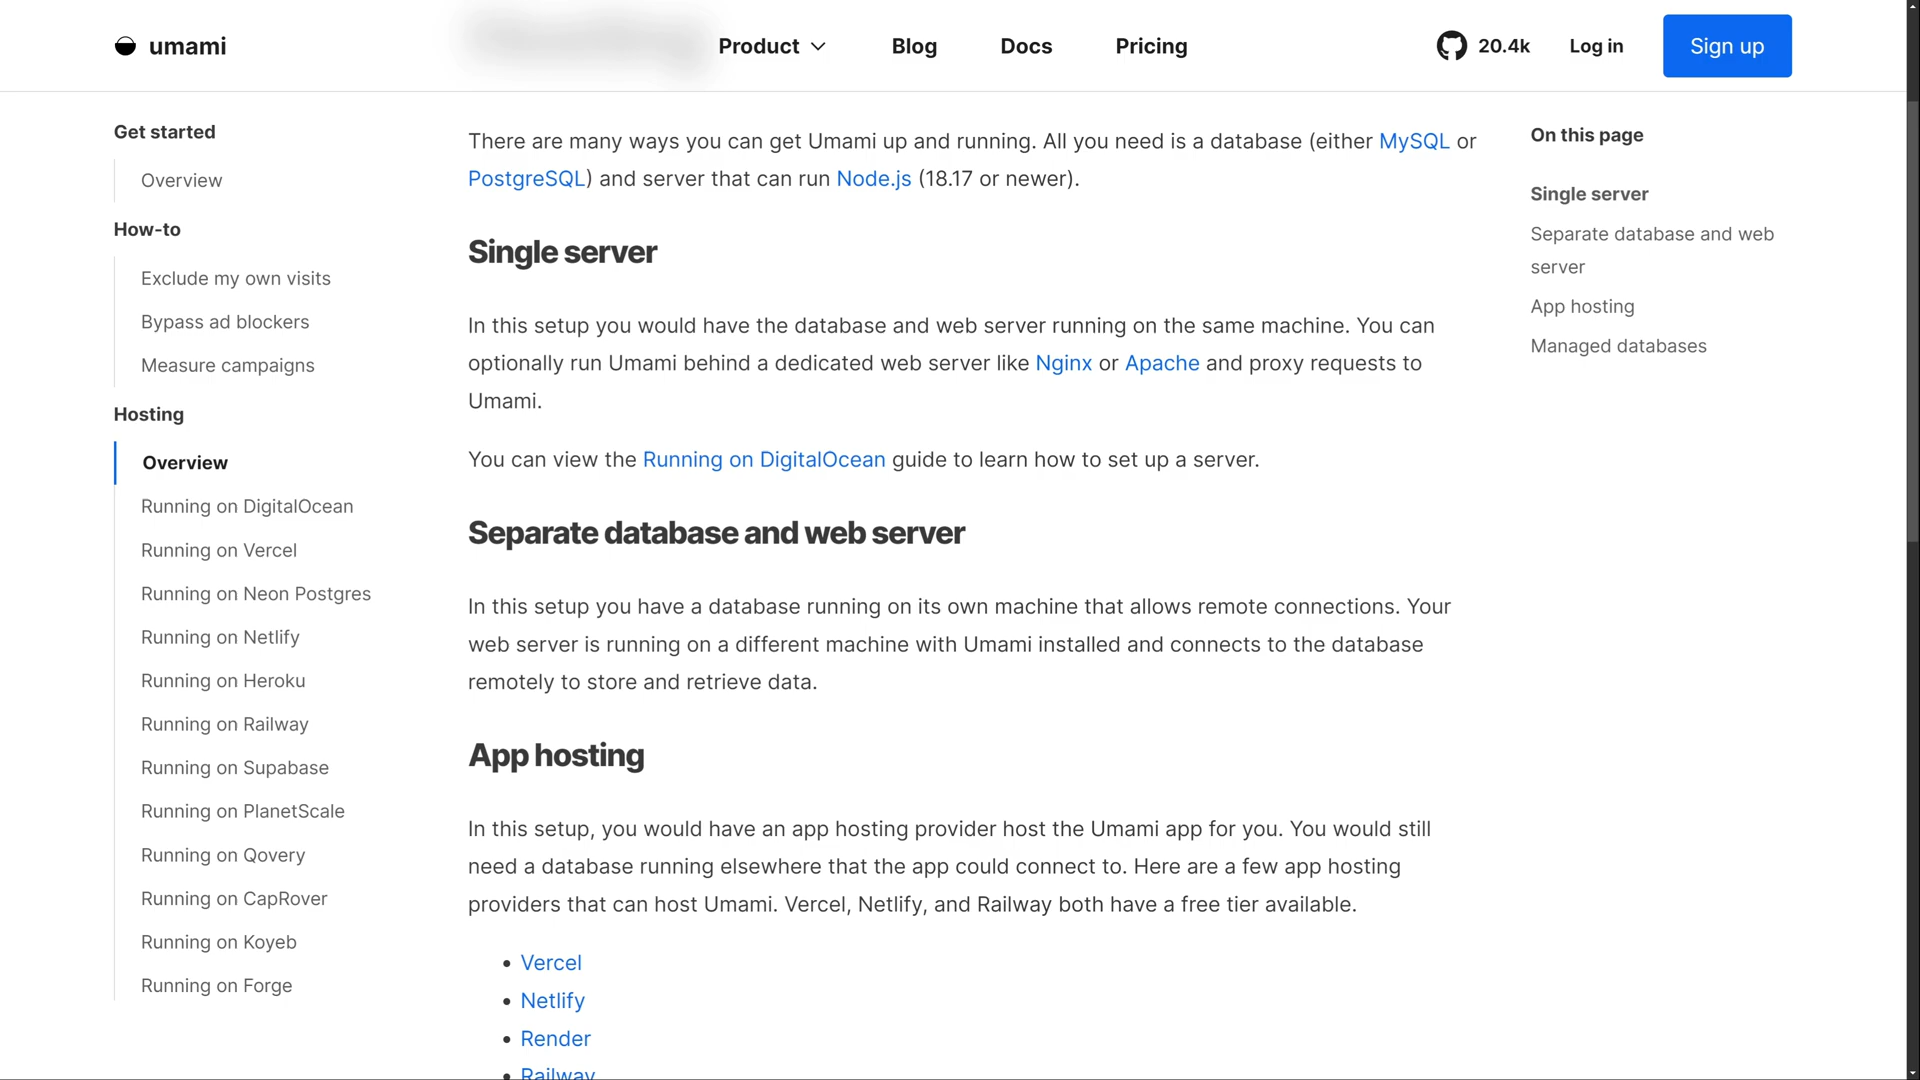 umami
Product
Blog
Docs
Pricing
20.4k
Log in
Sign up
Get started
Overview
How-to
Exclude my own visits
Bypass ad blockers
Measure campaigns
Hosting
Overview
Running on DigitalOcean
Running on Vercel
Running on Neon Postgres
Running on Netlify
Running on Heroku
Running on Railway
Running on Supabase
Running on PlanetScale
Running on Qovery
Running on CapRover
Running on Koyeb
Running on Forge
There are many ways you can get Umami up and running. All you need is a database (either MySQL or
PostgreSQL) and server that can run Node.js (18.17 or newer).
Single server
In this setup you would have the database and web server running on the same machine. You can
optionally run Umami behind a dedicated web server like Nginx or Apache and proxy requests to
Umami.
You can view the Running on DigitalOcean guide to learn how to set up a server.
Separate database and web server
In this setup you have a database running on its own machine that allows remote connections. Your
web server is running on a different machine with Umami installed and connects to the database
remotely to store and retrieve data.
App hosting
In this setup, you would have an app hosting provider host the Umami app for you. You would still
need a database running elsewhere that the app could connect to. Here are a few app hosting
providers that can host Umami. Vercel, Netlify, and Railway both have a free tier available.
• Vercel
• Netlify
• Render
• Railway
On this page
Single server
Separate database and web
server
App hosting
Managed databases